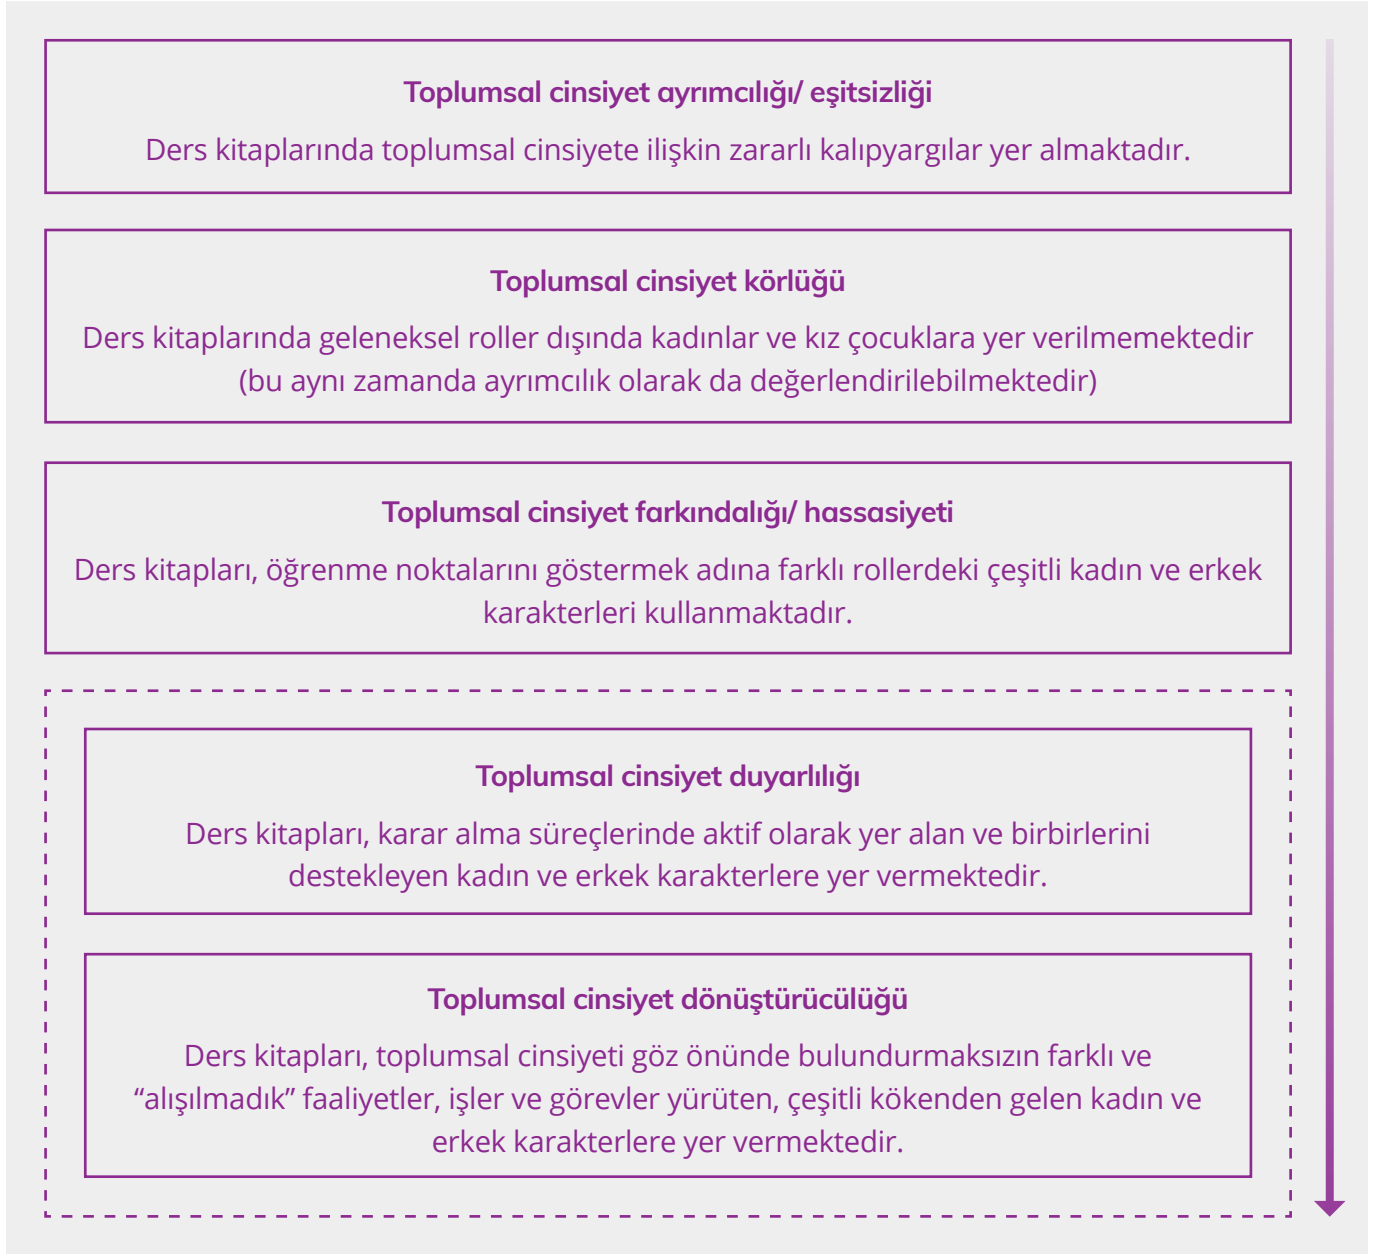 Toplumsal cinsiyet ayrımcılığı/ eşitsizliği
Ders kitaplarında toplumsal cinsiyete ilişkin zararlı kalıpyargılar yer almaktadır.
Toplumsal cinsiyet körlüğü
Ders kitaplarında geleneksel roller dışında kadınlar ve kız çocuklara yer verilmemektedir
(bu aynı zamanda ayrımcılık olarak da değerlendirilebilmektedir)
Toplumsal cinsiyet farkındalığı/ hassasiyeti
Ders kitapları, öğrenme noktalarını göstermek adına farklı rollerdeki çeşitli kadın ve erkek
karakterleri kullanmaktadır.
Toplumsal cinsiyet duyarlılığı
Ders kitapları, karar alma süreçlerinde aktif olarak yer alan ve birbirlerini
destekleyen kadın ve erkek karakterlere yer vermektedir.
Toplumsal cinsiyet dönüştürücülüğü
Ders kitapları, toplumsal cinsiyeti göz önünde bulundurmaksızın farklı ve
“alışılmadık” faaliyetler, işler ve görevler yürüten, çeşitli kökenden gelen kadın ve
erkek karakterlere yer vermektedir.